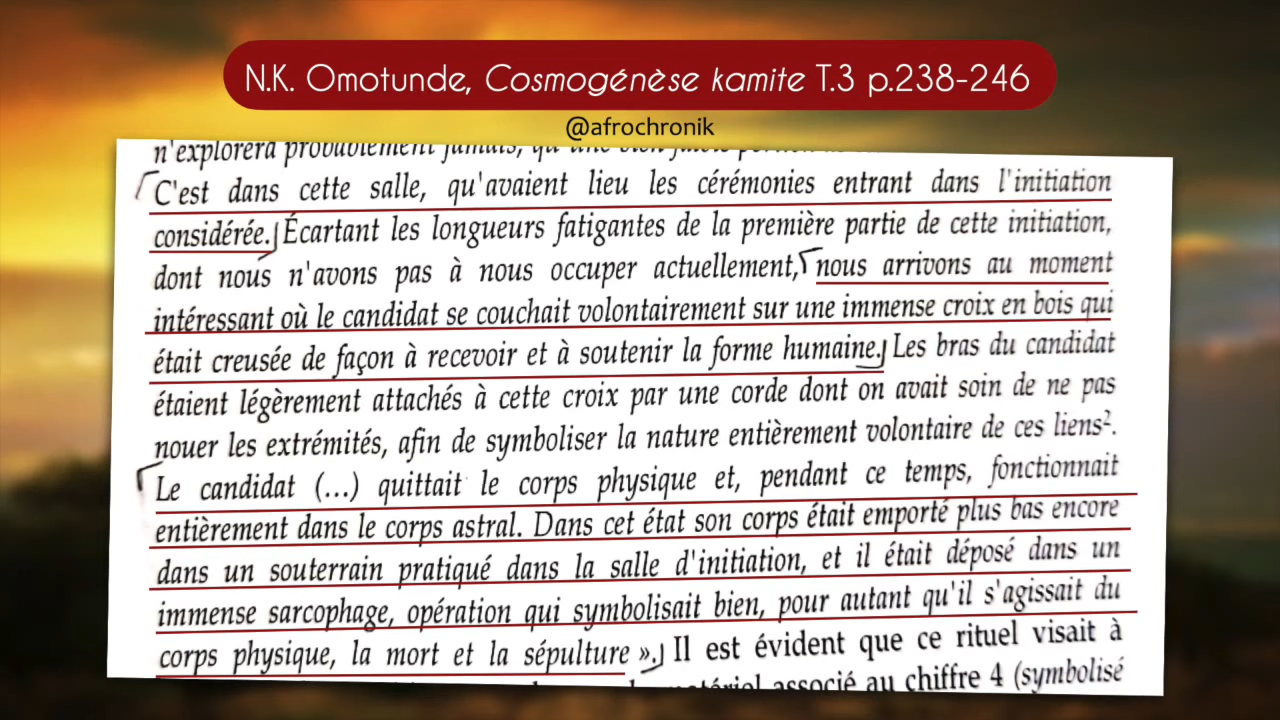 N.K. Omotunde, Cosmogénèse kamite T.3 p.238-246
@afrochronik
n'explorera probablement jamais, qu'une bien faible
C'est dans cette salle, qu'avaient lieu les cérémonies entrant dans l'initiation
considérée. Écartant les longueurs fatigantes de la première partie de cette initiation,
dont nous n'avons pas à nous occuper actuellement, nous arrivons au moment
intéressant où le candidat se couchait volontairement sur une immense croix en bois qui
était creusée de façon à recevoir et à soutenir la forme humaine. Les bras du candidat
étaient légèrement attachés à cette croix par une corde dont on avait soin de ne pas
nouer les extrémités, afin de symboliser la nature entièrement volontaire de ces liens².
Le candidat (...) quittait le corps physique et, pendant ce temps, fonctionnait
entièrement dans le corps astral. Dans cet état son corps était emporté plus bas encore
dans un souterrain pratiqué dans la salle d'initiation, et il était déposé dans un
immense sarcophage, opération qui symbolisait bien, pour autant qu'il s'agissait du
corps physique, la mort et la sépulture ». Il est évident que ce rituel visait à
associé au chiffre 4 (symbolisé